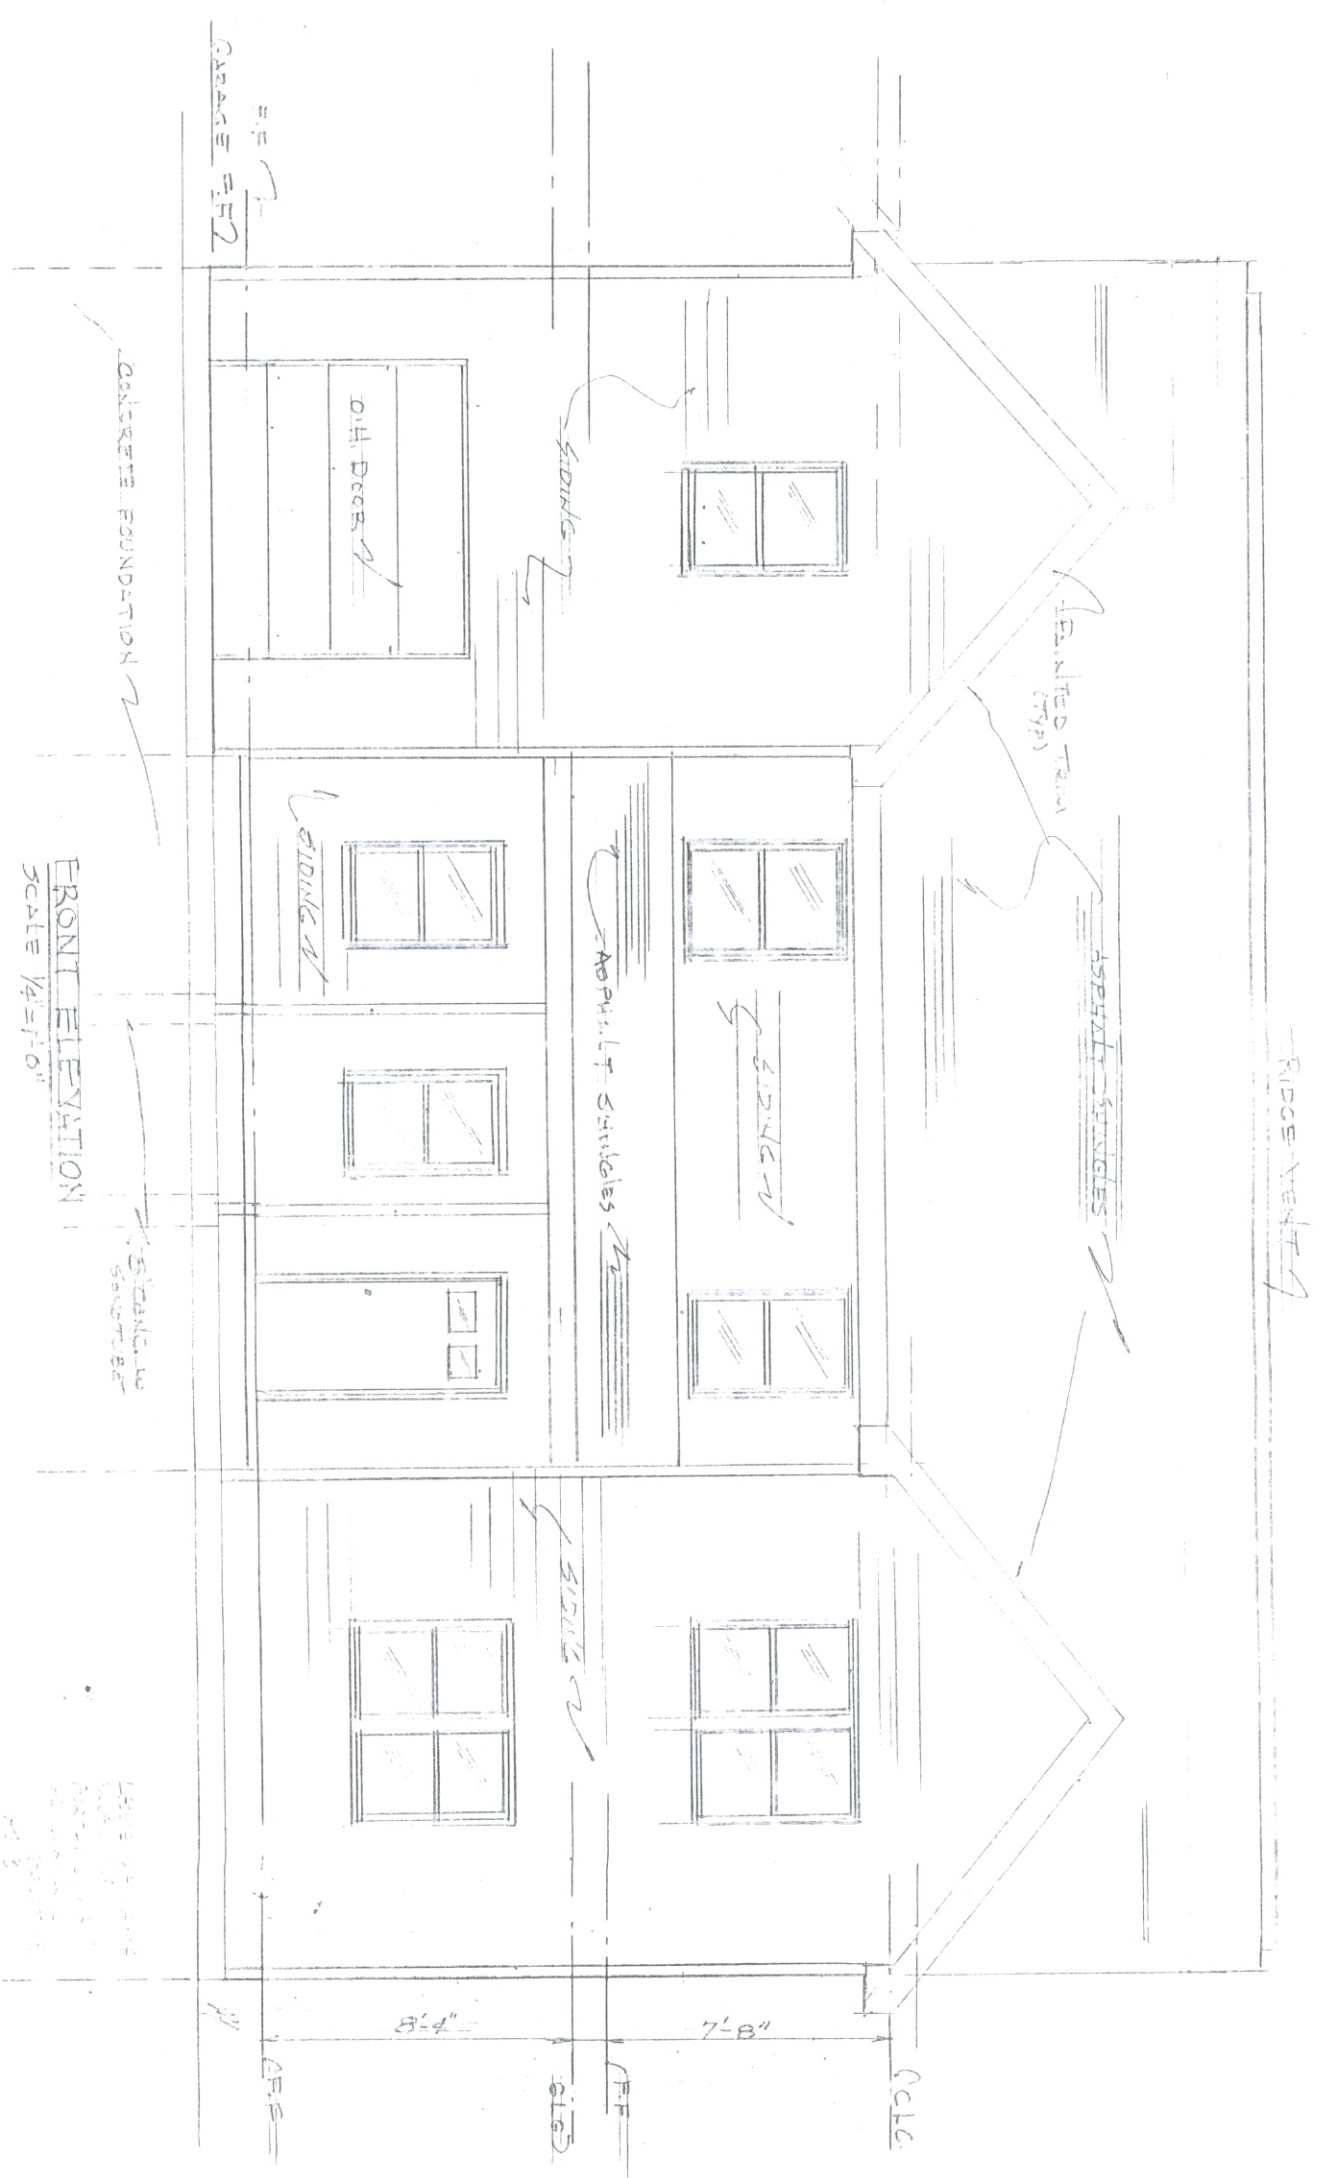 RIDGE VENT
ASPHALT SHINGLES
PAINTED TRIM
(TYP)
CLG
7'-8"
SIDING
SIDING
F.F.
ASPHALT SHINGLES
CLG
SIDING
8'-4"
O.H. DOOR
SIDING
F.F.
F.F.
GARAGE F.F.
CONCRETE FOUNDATION
FRONT ELEVATION
SCALE 1/4"=1'-0"